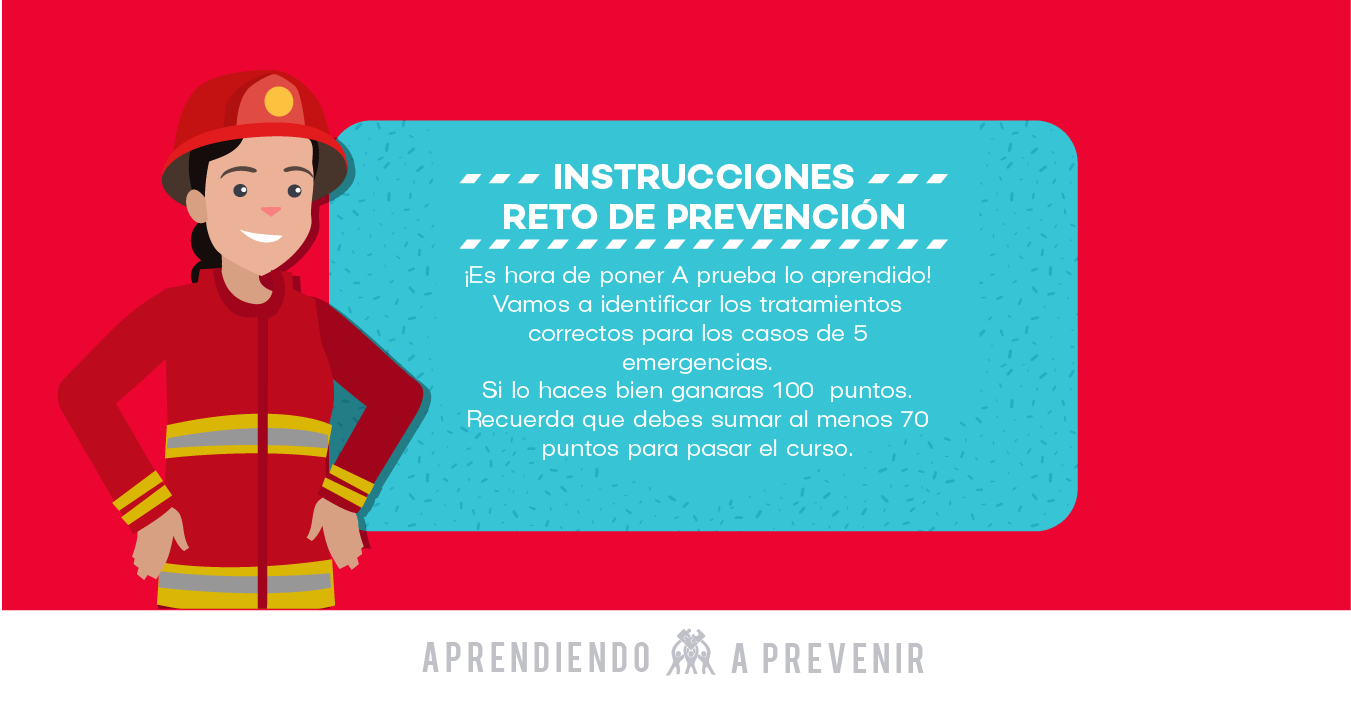 INSTRUCCIONES
RETO DE PREVENCIÓN
¡Es hora de poner A prueba lo aprendido!
Vamos a identificar los tratamientos
correctos para los casos de 5
emergencias.
Si lo haces bien ganaras 100  puntos.
Recuerda que debes sumar al menos 70
puntos para pasar el curso.
APRENDIENDO A PREVENIR